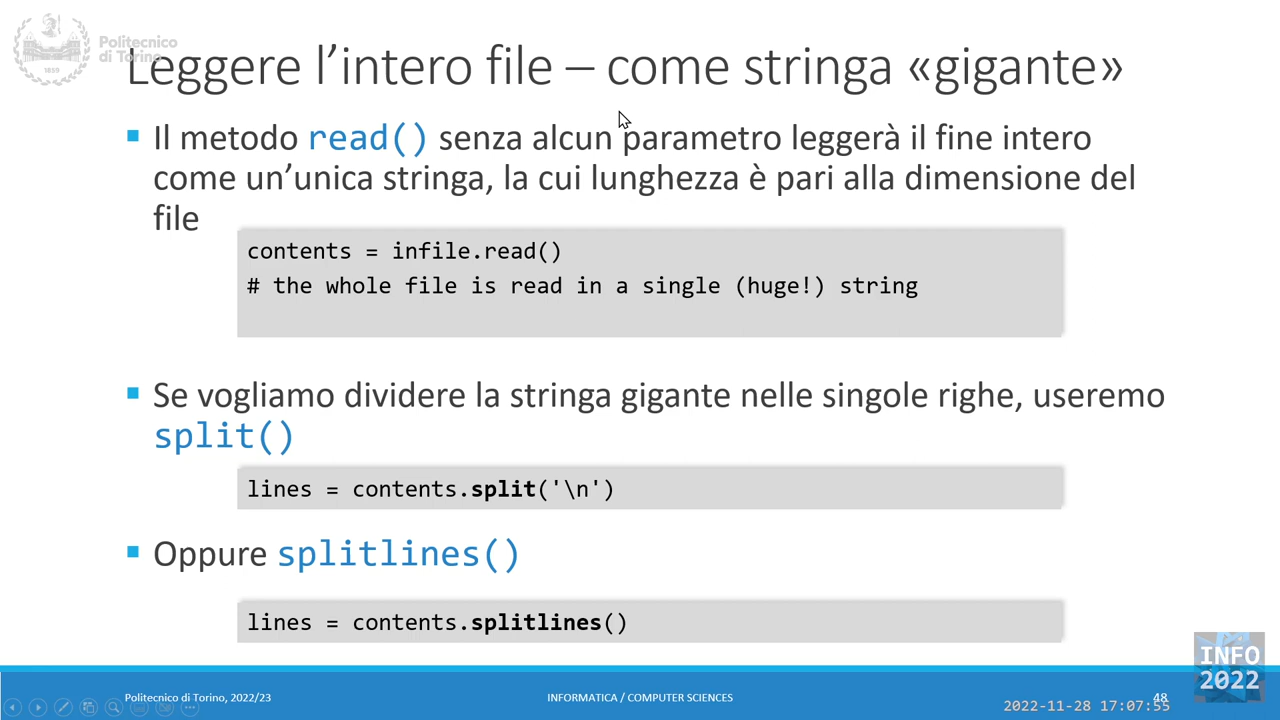 Politecnico
di Torino
1859
Leggere l’intero file – come stringa «gigante»
Il metodo read() senza alcun parametro leggerà il fine intero
come un’unica stringa, la cui lunghezza è pari alla dimensione del
file
contents = infile.read()
# the whole file is read in a single (huge!) string
Se vogliamo dividere la stringa gigante nelle singole righe, useremo
split()
lines = contents.split('\n')
Oppure splitlines()
lines = contents.splitlines()
INFO
2022
Politecnico di Torino, 2022/23
INFORMATICA / COMPUTER SCIENCES
48
2022-11-28 17:07:55